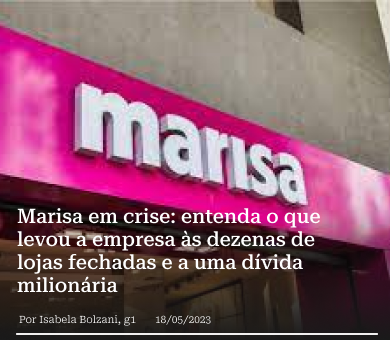 marisa
Marisa em crise: entenda o que
levou a empresa às dezenas de
lojas fechadas e a uma dívida
milionária
Por Isabela Bolzani, g1 18/05/2023